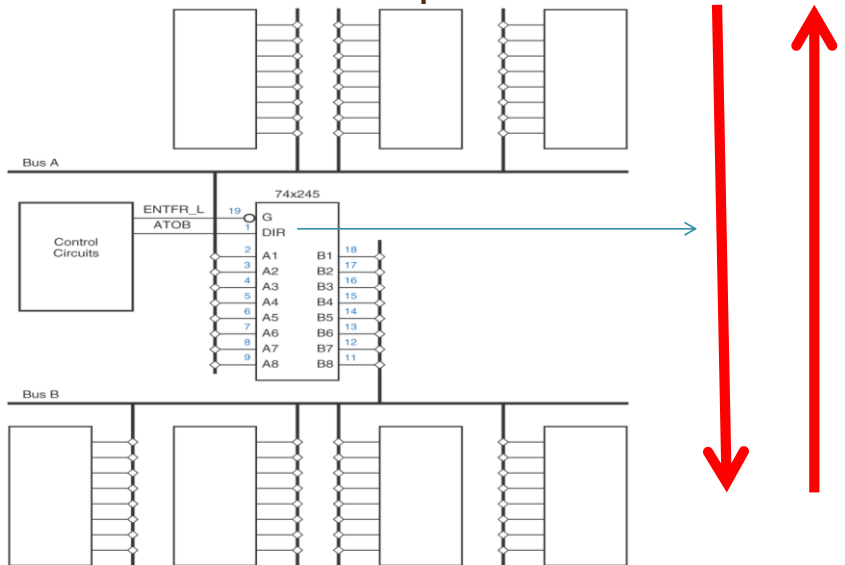 Bus A
74x245
ENTFR_L 19 G
ATOB 1 DIR
Control
Circuits
2 A1 B1 18
3 A2 B2 17
4 A3 B3 16
5 A4 B4 15
6 A5 B5 14
7 A6 B6 13
8 A7 B7 12
9 A8 B8 11
Bus B